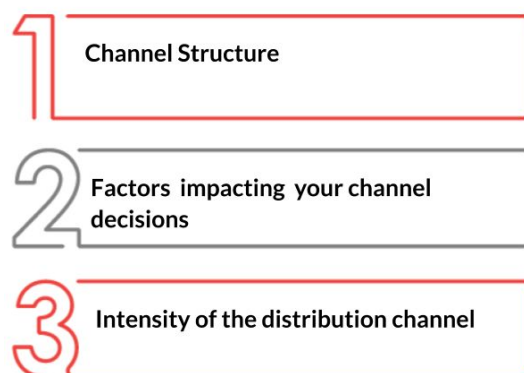 1
Channel Structure
2
Factors impacting your channel
decisions
3
Intensity of the distribution channel